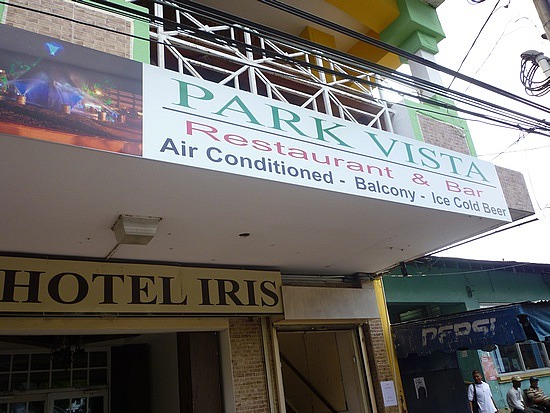 PARK VISTA
Restaurant & Bar
Air Conditioned - Balcony - Ice Cold Beer
HOTEL IRIS
PEPSI